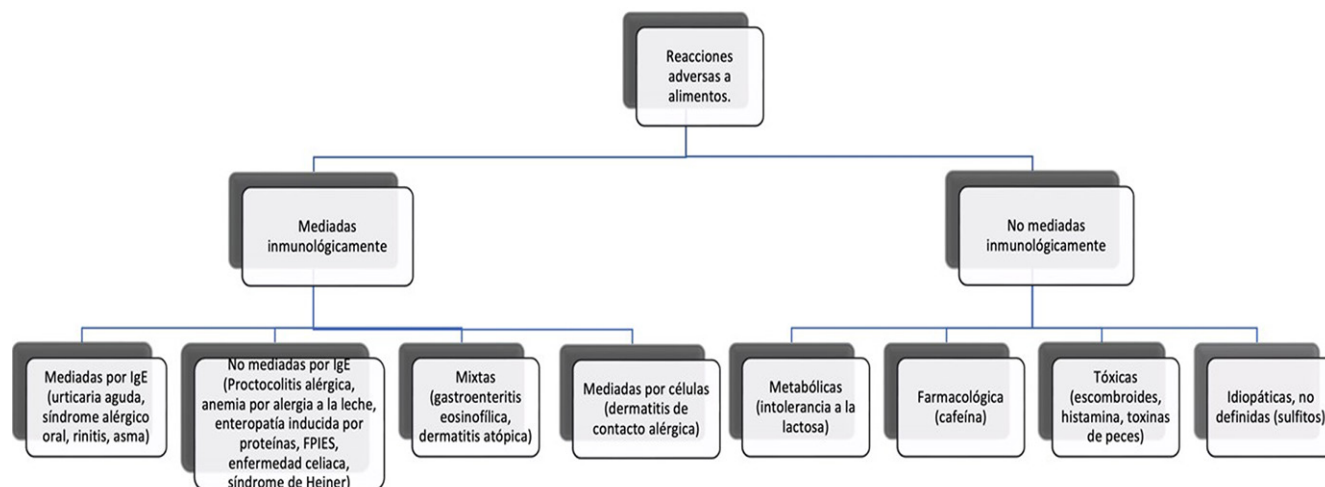 Reacciones
adversas a
alimentos.
Mediadas
inmunológicamente
No mediadas
inmunológicamente
Mediadas por IgE
(urticaria aguda,
síndrome alérgico
oral, rinitis, asma)
No mediadas por IgE
(Proctocolitis alérgica,
anemia por alergia a la leche,
enteropatía inducida por
proteínas, FPIES,
enfermedad celiaca,
síndrome de Heiner)
Mixtas
(gastroenteritis
eosinofílica,
dermatitis atópica)
Mediadas por células
(dermatitis de
contacto alérgica)
Metabólicas
(intolerancia a la
lactosa)
Farmacológica
(cafeína)
Tóxicas
(escombroides,
histamina, toxinas
de peces)
Idiopáticas, no
definidas (sulfitos)